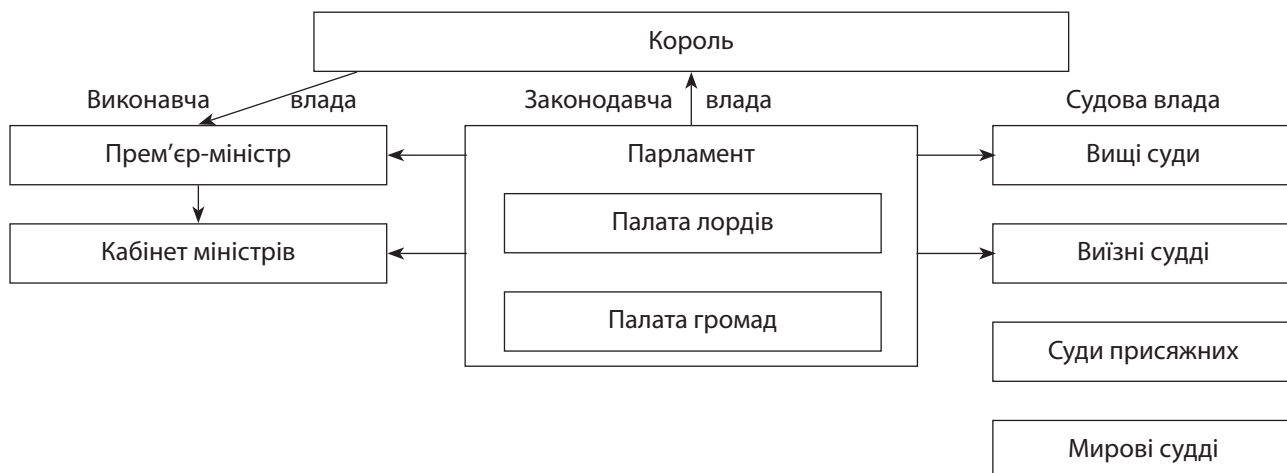 Король
Виконавча влада
Законодавча влада
Судова влада
Прем’єр-міністр
Парламент
Вищі суди
Палата лордів
Кабінет міністрів
Виїзні судді
Палата громад
Суди присяжних
Мирові судді